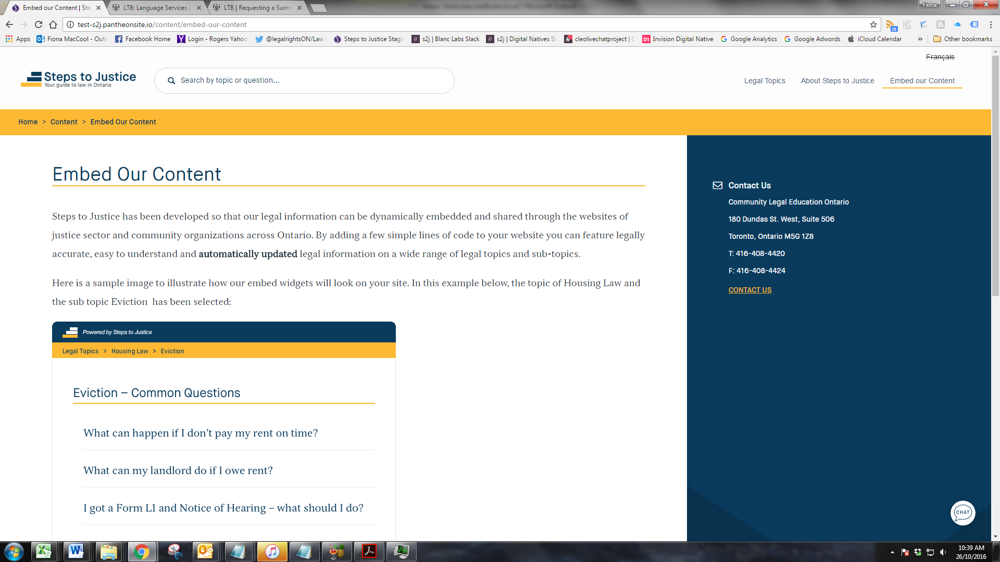 Embed our Content | Ste
LTB: Language Services |
LTB | Requesting a Summ
Fiona
test-s2j.pantheonsite.io/content/embed-our-content
28
Apps
Fiona MacCool - Outl
Facebook Home
Login - Rogers Yahoo
@legalrightsON/Law
Steps to Justice Stagin
s2j | Blanc Labs Slack
s2j | Digital Natives Sl
cleolivechatproject | C
Invision Digital Native
Google Analytics
Google Adwords
iCloud Calendar
»
Other bookmarks
Français
Steps to Justice
Your guide to law in Ontario
Search by topic or question...
Legal Topics
About Steps to Justice
Embed our Content
Home > Content > Embed Our Content
Embed Our Content
Steps to Justice has been developed so that our legal information can be dynamically embedded and shared through the websites of
justice sector and community organizations across Ontario. By adding a few simple lines of code to your website you can feature legally
accurate, easy to understand and automatically updated legal information on a wide range of legal topics and sub-topics.
Here is a sample image to illustrate how our embed widgets will look on your site. In this example below, the topic of Housing Law and
the sub topic Eviction has been selected:
Powered by Steps to Justice
Legal Topics > Housing Law > Eviction
Eviction – Common Questions
What can happen if I don’t pay my rent on time?
What can my landlord do if I owe rent?
I got a Form L1 and Notice of Hearing – what should I do?
Contact Us
Community Legal Education Ontario
180 Dundas St. West, Suite 506
Toronto, Ontario M5G 1Z8
T: 416-408-4420
F: 416-408-4424
CONTACT US
CHAT
10:39 AM
26/10/2016